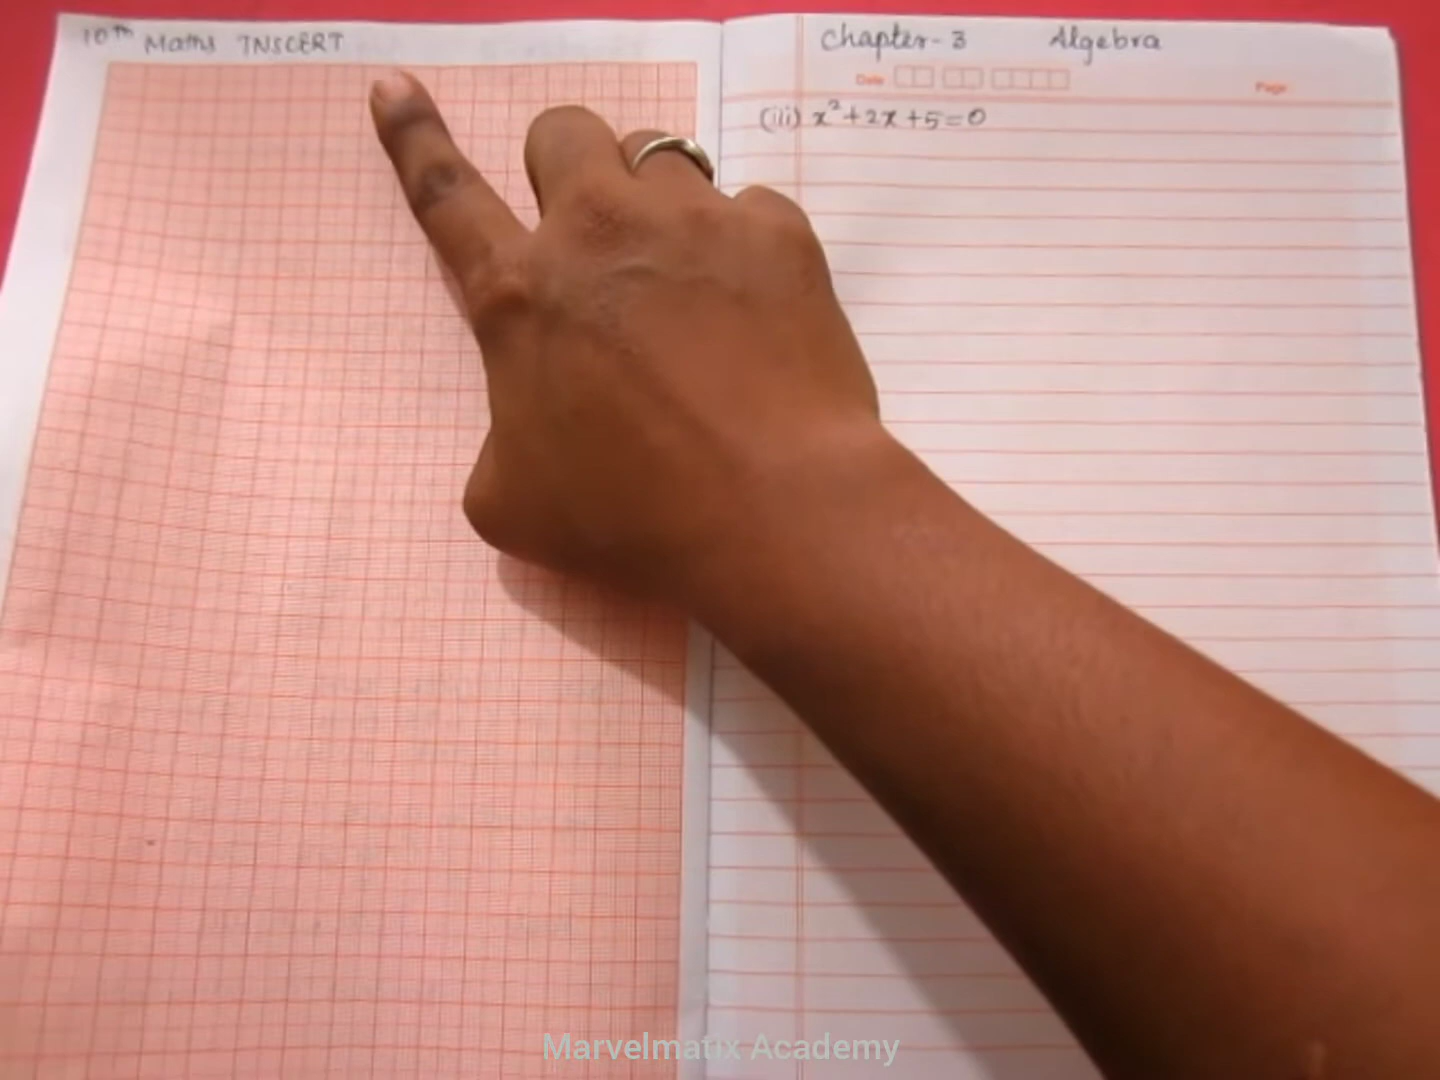 10th Maths TNSCERT
Chapter-3 Algebra
Date
Page
(iii) x²+2x+5=0
Marvelmatix Academy